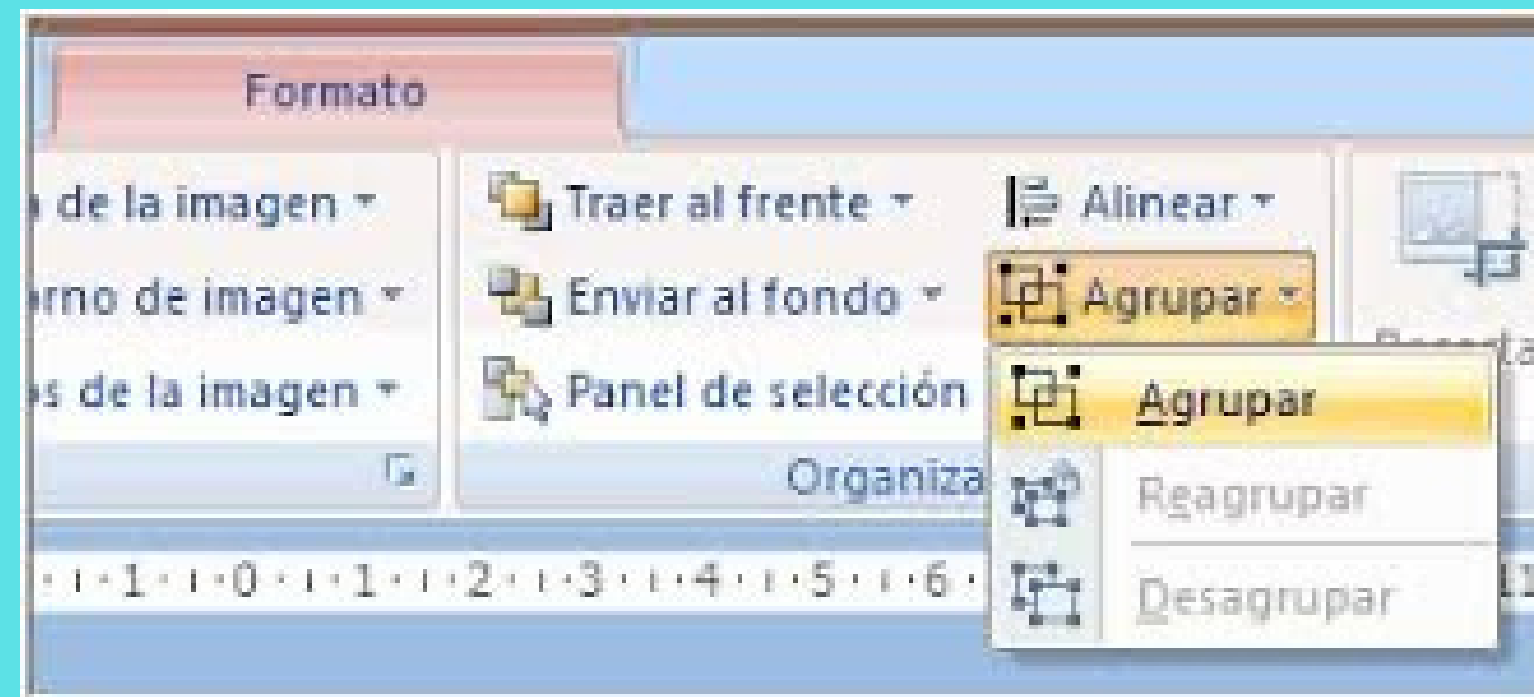 Formato
de la imagen
Traer al frente
Alinear
de imagen
Enviar al fondo
Agrupar
de la imagen
Panel de selección
Agrupar
Organiza
Reagrupar
1 0 1 2 3 4 5 6
Desagrupar